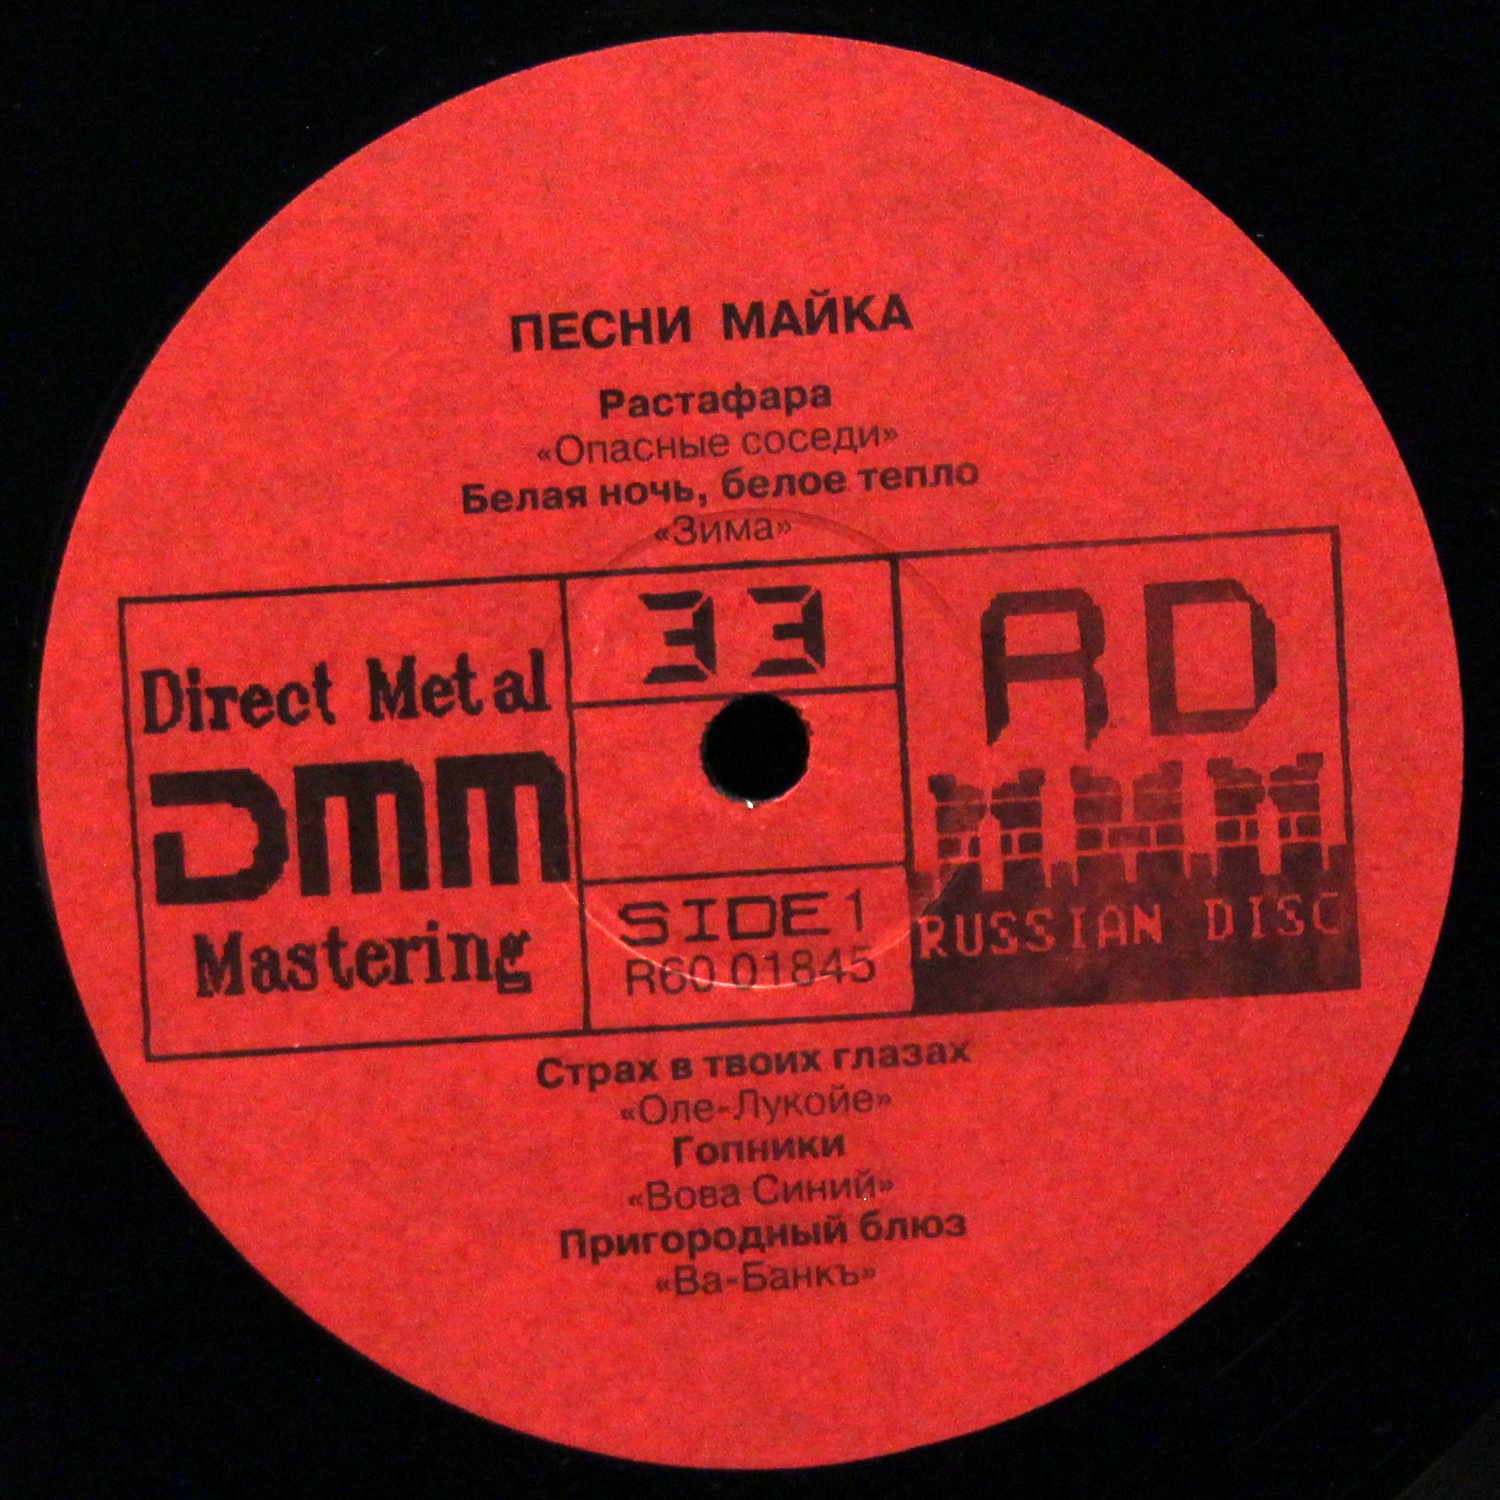 ПЕСНИ МАЙКА
Растафара
«Опасные соседи»
Белая ночь, белое тепло
«Зима»
Direct Metal
DMM
Mastering
33
SIDE 1
R60 01845
RD
RUSSIAN DISC
Страх в твоих глазах
«Оле-Лукойе»
Гопники
«Вова Синий»
Пригородный блюз
«Ва-Банкъ»